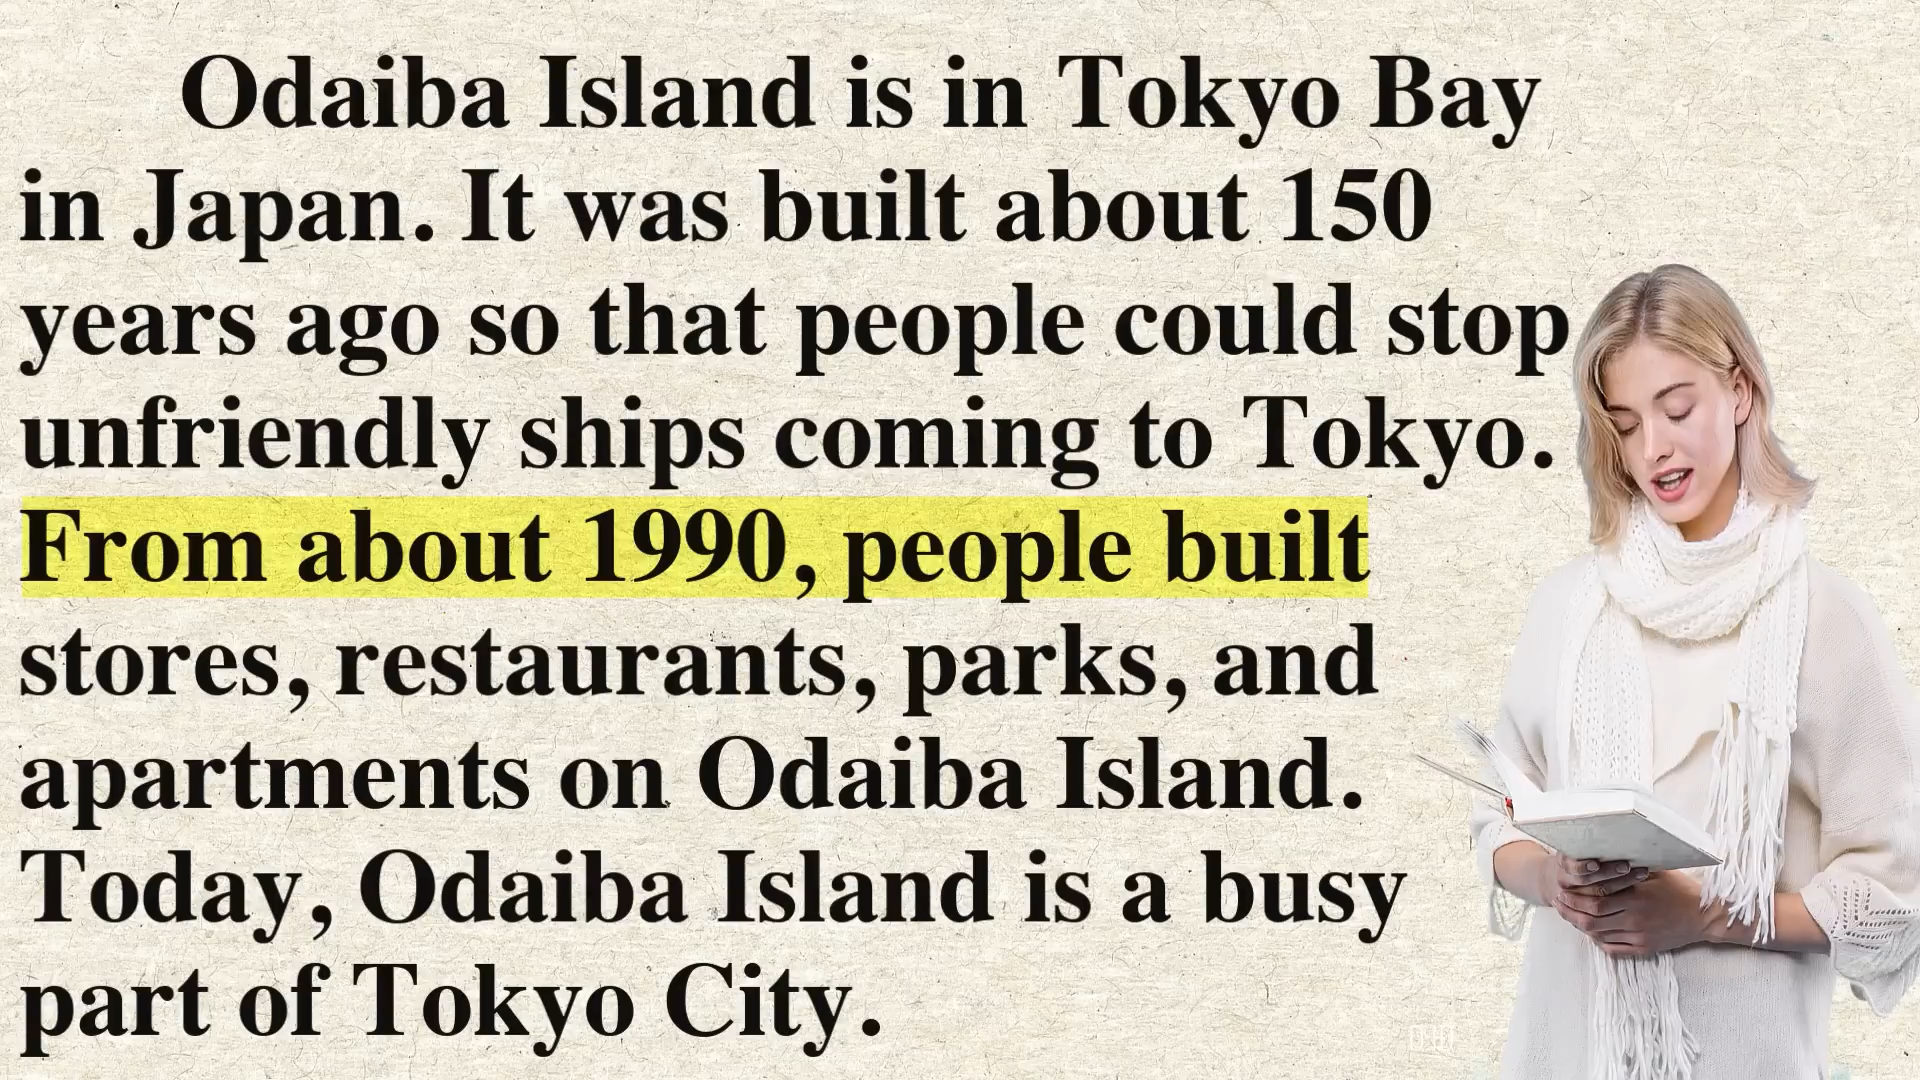 Odaiba Island is in Tokyo Bay
in Japan. It was built about 150
years ago so that people could stop
unfriendly ships coming to Tokyo.
From about 1990, people built
stores, restaurants, parks, and
apartments on Odaiba Island.
Today, Odaiba Island is a busy
part of Tokyo City.